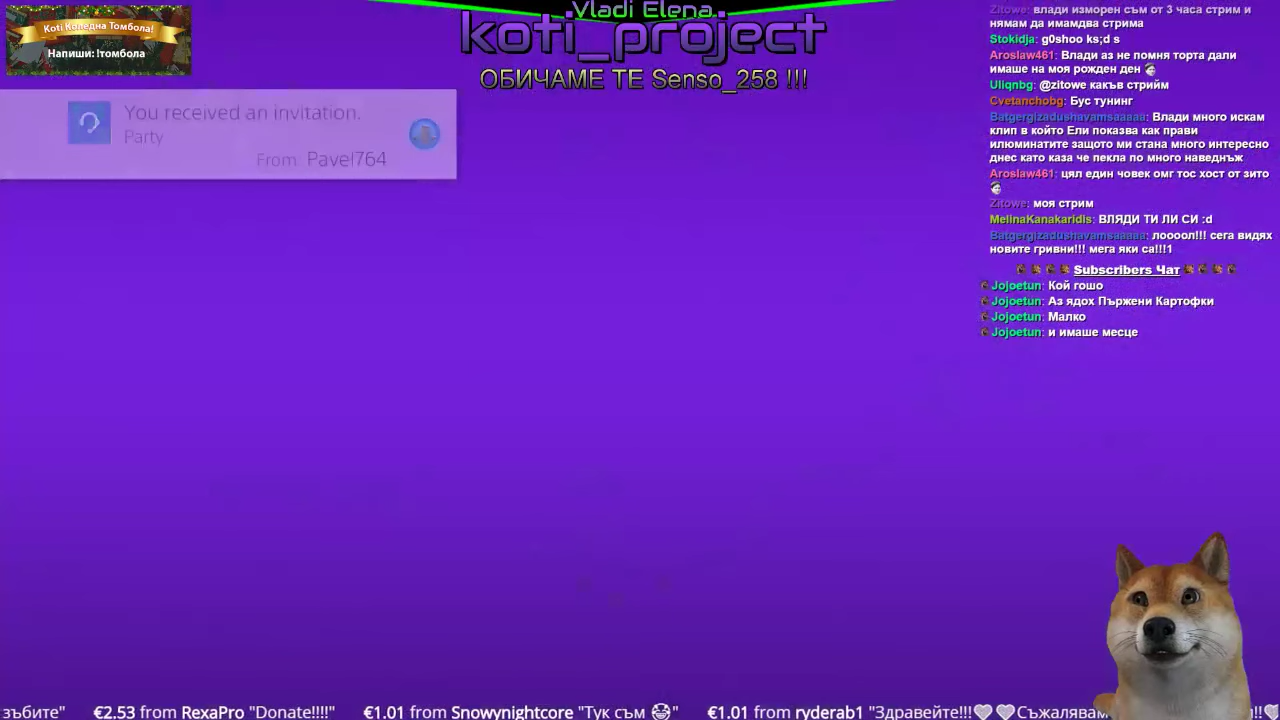 Koti Коледна Томбола!
Напиши: !томбола
Vladi Elena
koti_project
ОБИЧАМЕ ТЕ Senso_258 !!!
You received an invitation.
Party
From: Pavel764
Zitowe: влади изморен съм от 3 часа стрим и
нямам да имамдва стрима
Stokidja: g0shoo ks;d s
Aroslaw461: Влади аз не помня торта дали
имаше на моя рожден ден
Uliqnbg: @zitowe какъв стрийм
Cvetanchobg: Бус тунинг
Batgergizadushavamsaaaaa: Влади много искам
клип в който Ели показва как прави
илюминатите защото ми стана много интересно
днес като каза че пекла по много наведнъж
Aroslaw461: цял един човек омг тос хост от зито
Zitowe: моя стрим
MelinaKanakaridis: ВЛЯДИ ТИ ЛИ СИ :d
Batgergizadushavamsaaaaa: лоооол!!! сега видях
новите гривни!!! мега яки са!!!1
Subscribers Чат
Jojoetun: Кой гошо
Jojoetun: Аз ядох Пържени Картофки
Jojoetun: Малко
Jojoetun: и имаше месце
зъбите" €2.53 from RexaPro "Donate!!!!" €1.01 from Snowynightcore "Тук съм 🤩" €1.01 from ryderab1 "Здравейте!!!🤍🤍Съжалявам